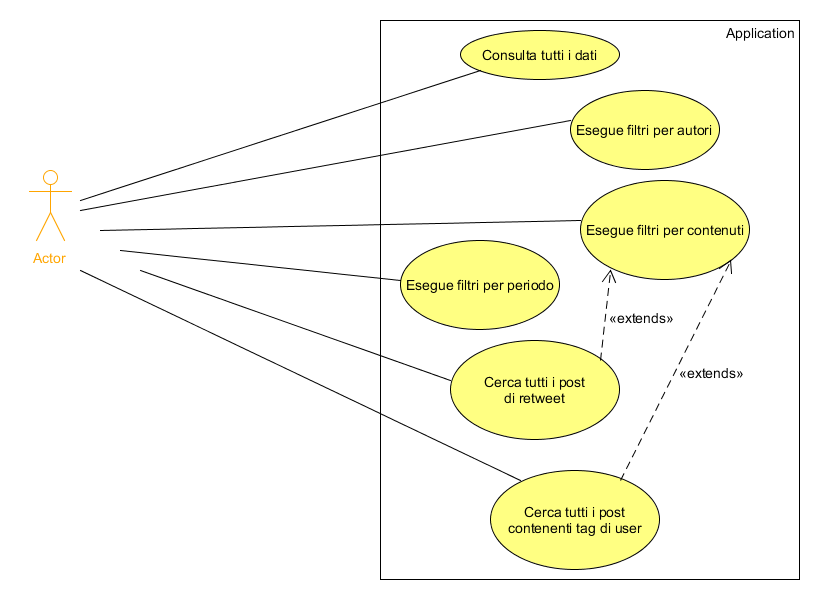 Application
Consulta tutti i dati
Esegue filtri per autori
Actor
Esegue filtri per contenuti
Esegue filtri per periodo
«extends»
Cerca tutti i post
di retweet
«extends»
Cerca tutti i post
contenenti tag di user